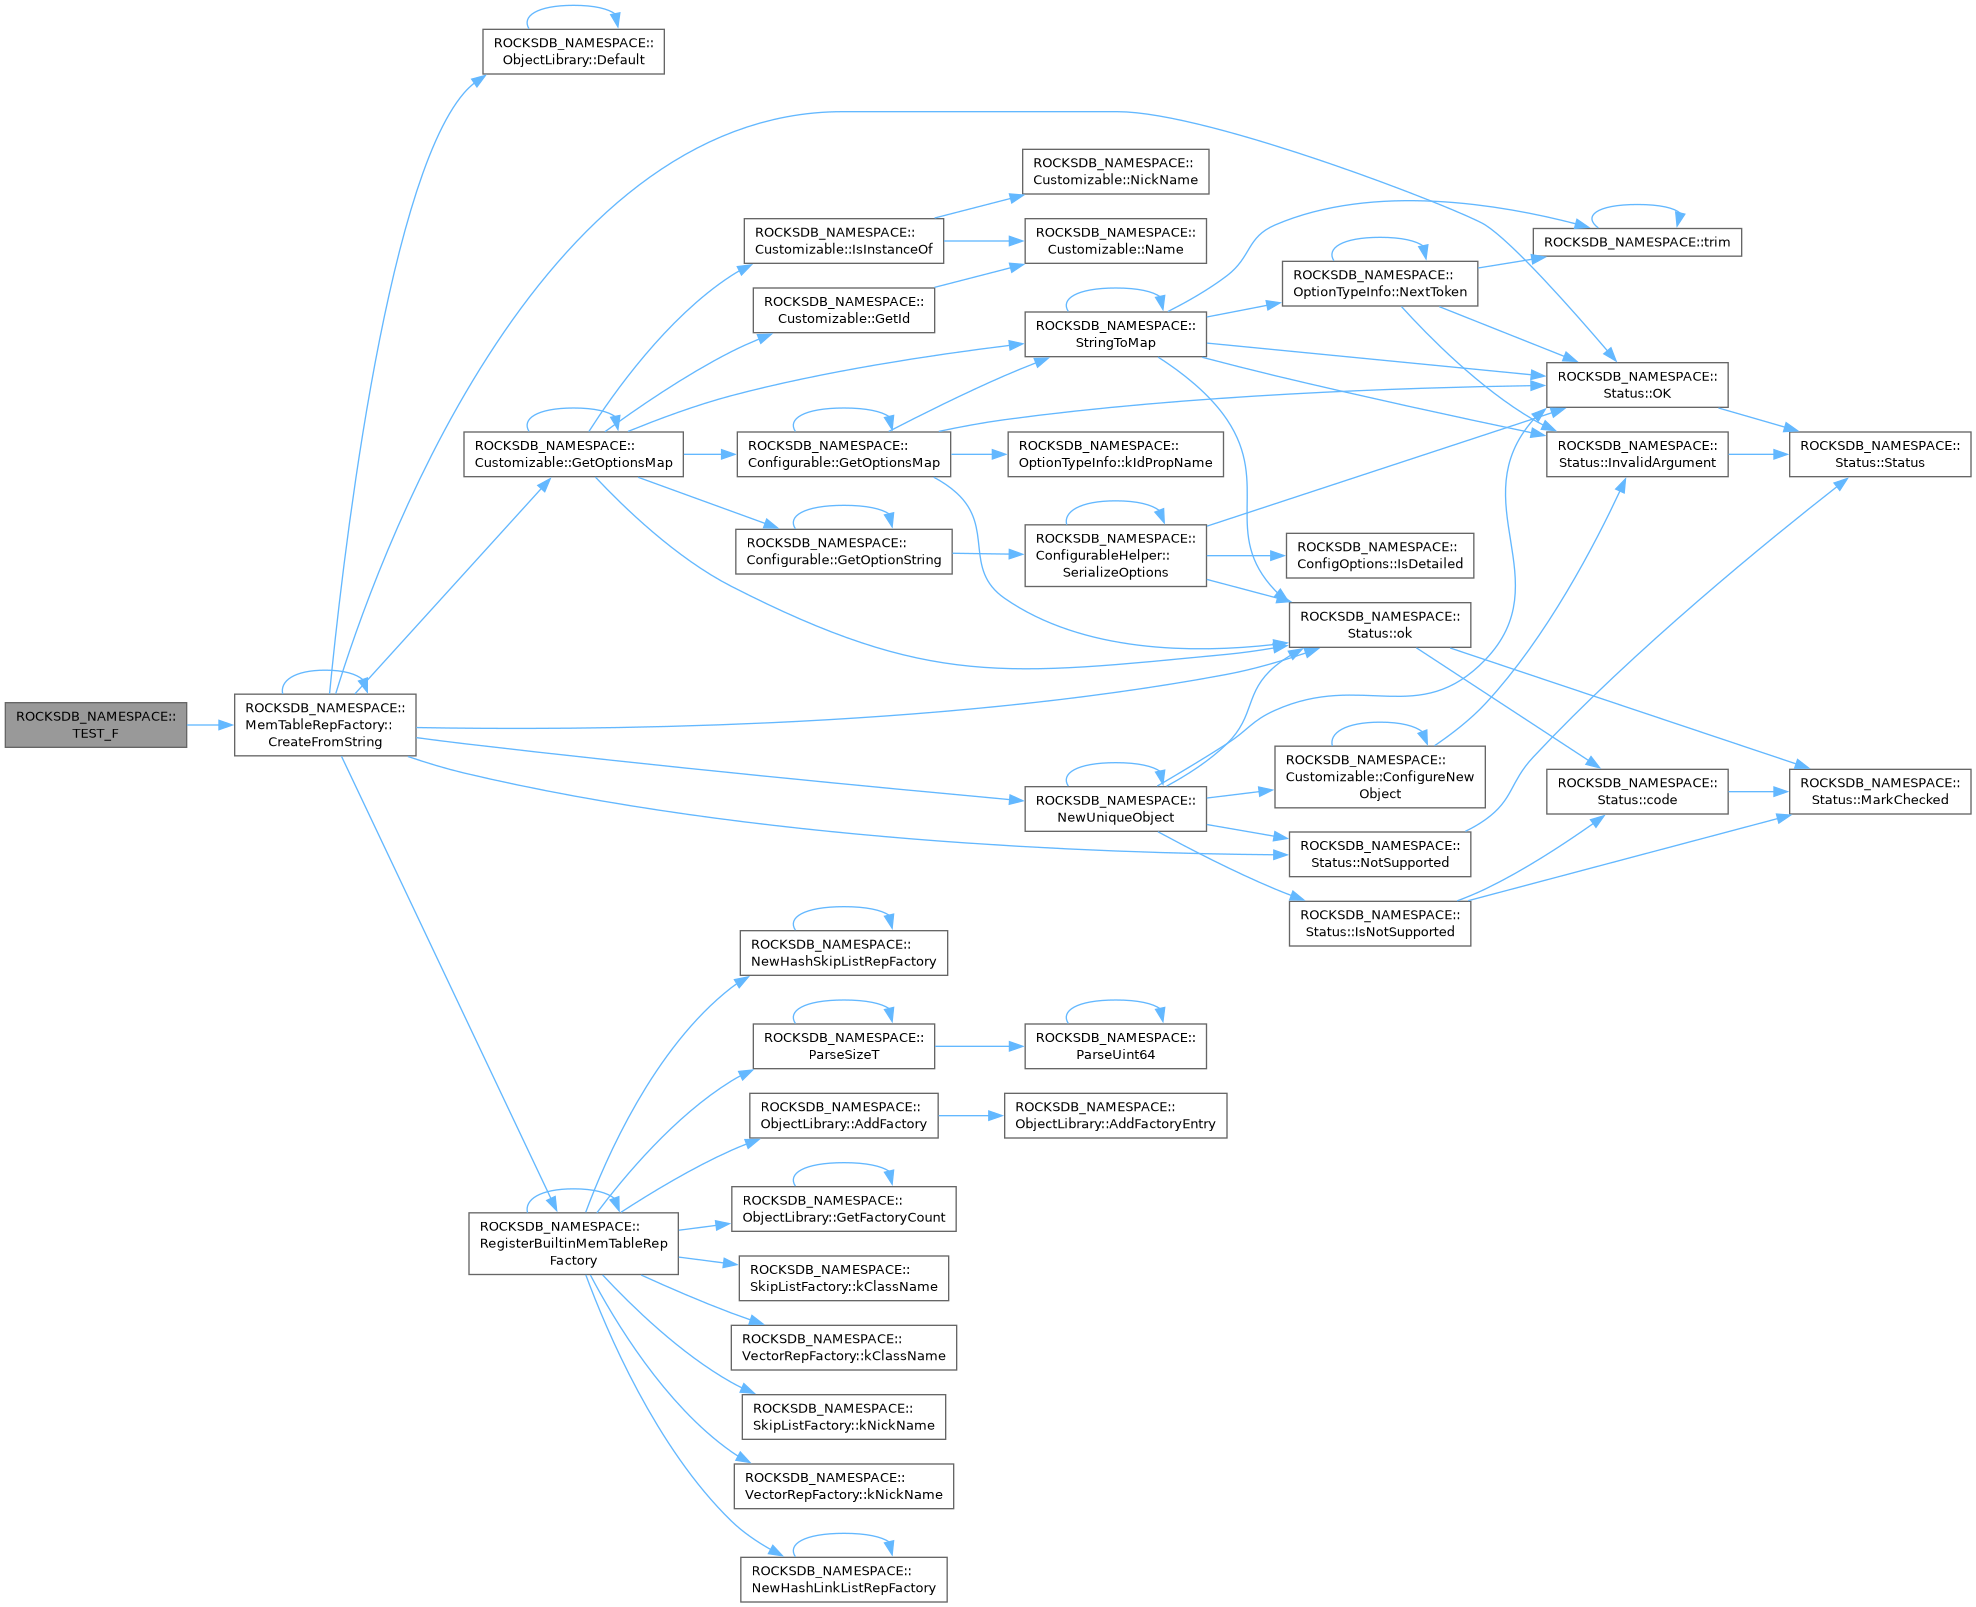 ROCKSDB_NAMESPACE::
TEST_F
ROCKSDB_NAMESPACE::
MemTableRepFactory::
CreateFromString
ROCKSDB_NAMESPACE::
ObjectLibrary::Default
ROCKSDB_NAMESPACE::
Customizable::GetOptionsMap
ROCKSDB_NAMESPACE::
RegisterBuiltinMemTableRep
Factory
ROCKSDB_NAMESPACE::
Customizable::IsInstanceOf
ROCKSDB_NAMESPACE::
Customizable::GetId
ROCKSDB_NAMESPACE::
Configurable::GetOptionsMap
ROCKSDB_NAMESPACE::
Configurable::GetOptionString
ROCKSDB_NAMESPACE::
NewHashSkipListRepFactory
ROCKSDB_NAMESPACE::
ParseSizeT
ROCKSDB_NAMESPACE::
ObjectLibrary::AddFactory
ROCKSDB_NAMESPACE::
ObjectLibrary::GetFactoryCount
ROCKSDB_NAMESPACE::
SkipListFactory::kClassName
ROCKSDB_NAMESPACE::
VectorRepFactory::kClassName
ROCKSDB_NAMESPACE::
SkipListFactory::kNickName
ROCKSDB_NAMESPACE::
VectorRepFactory::kNickName
ROCKSDB_NAMESPACE::
NewHashLinkListRepFactory
ROCKSDB_NAMESPACE::
Customizable::NickName
ROCKSDB_NAMESPACE::
Customizable::Name
ROCKSDB_NAMESPACE::
StringToMap
ROCKSDB_NAMESPACE::
OptionTypeInfo::kIdPropName
ROCKSDB_NAMESPACE::
ConfigurableHelper::
SerializeOptions
ROCKSDB_NAMESPACE::
NewUniqueObject
ROCKSDB_NAMESPACE::
ParseUint64
ROCKSDB_NAMESPACE::
ObjectLibrary::AddFactoryEntry
ROCKSDB_NAMESPACE::
OptionTypeInfo::NextToken
ROCKSDB_NAMESPACE::
ConfigOptions::IsDetailed
ROCKSDB_NAMESPACE::
Status::ok
ROCKSDB_NAMESPACE::
Customizable::ConfigureNew
Object
ROCKSDB_NAMESPACE::
Status::NotSupported
ROCKSDB_NAMESPACE::
Status::IsNotSupported
ROCKSDB_NAMESPACE::trim
ROCKSDB_NAMESPACE::
Status::OK
ROCKSDB_NAMESPACE::
Status::InvalidArgument
ROCKSDB_NAMESPACE::
Status::code
ROCKSDB_NAMESPACE::
Status::Status
ROCKSDB_NAMESPACE::
Status::MarkChecked